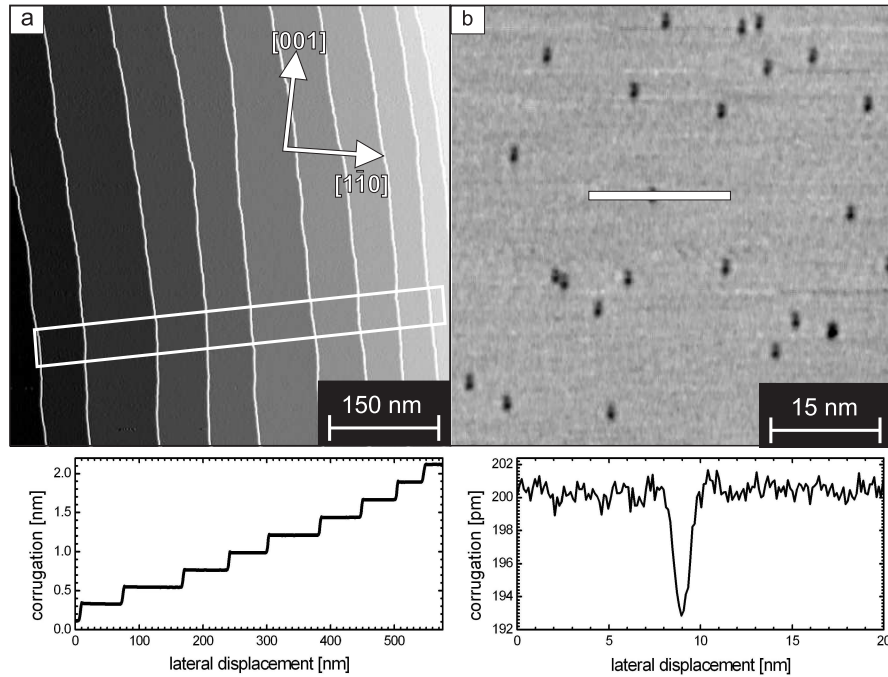 a
[001]
[11̄0]
150 nm
b
15 nm
2.0
1.5
1.0
0.5
0.0
corrugation [nm]
0 100 200 300 400 500
lateral displacement [nm]
202
200
198
196
194
192
corrugation [pm]
0 5 10 15 20
lateral displacement [nm]